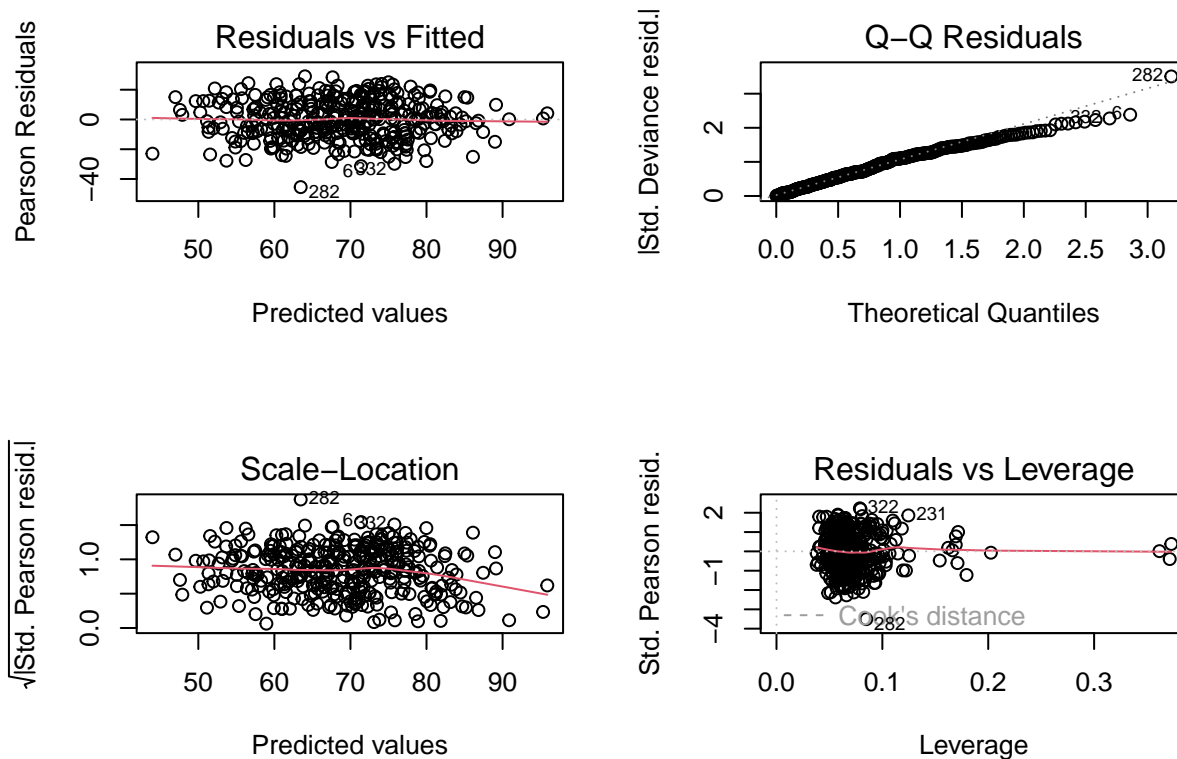 Residuals vs Fitted
Pearson Residuals
0
−40
6
332
282
50 60 70 80 90
Predicted values
Q−Q Residuals
|Std. Deviance resid.|
2
0
282
332
6
0.0 0.5 1.0 1.5 2.0 2.5 3.0
Theoretical Quantiles
Scale−Location
√|Std. Pearson resid.|
1.0
0.0
282
6
332
50 60 70 80 90
Predicted values
Residuals vs Leverage
Std. Pearson resid.
2
−1
−4
322
231
Cook's distance
282
0.0 0.1 0.2 0.3
Leverage